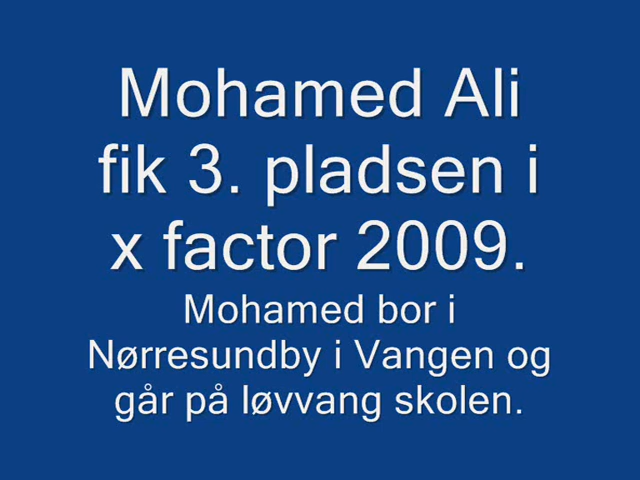 Mohamed Ali
fik 3. pladsen i
x factor 2009.
Mohamed bor i
Nørresundby i Vangen og
går på løvvang skolen.